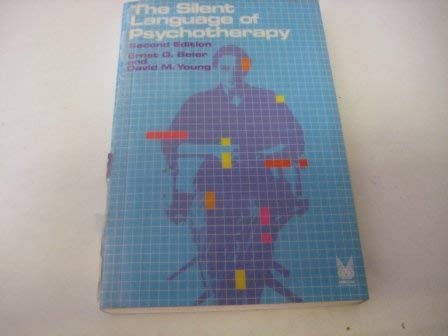 The Silent
Language of
Psychotherapy
Second Edition
Ernst G. Beier
and
David M. Young